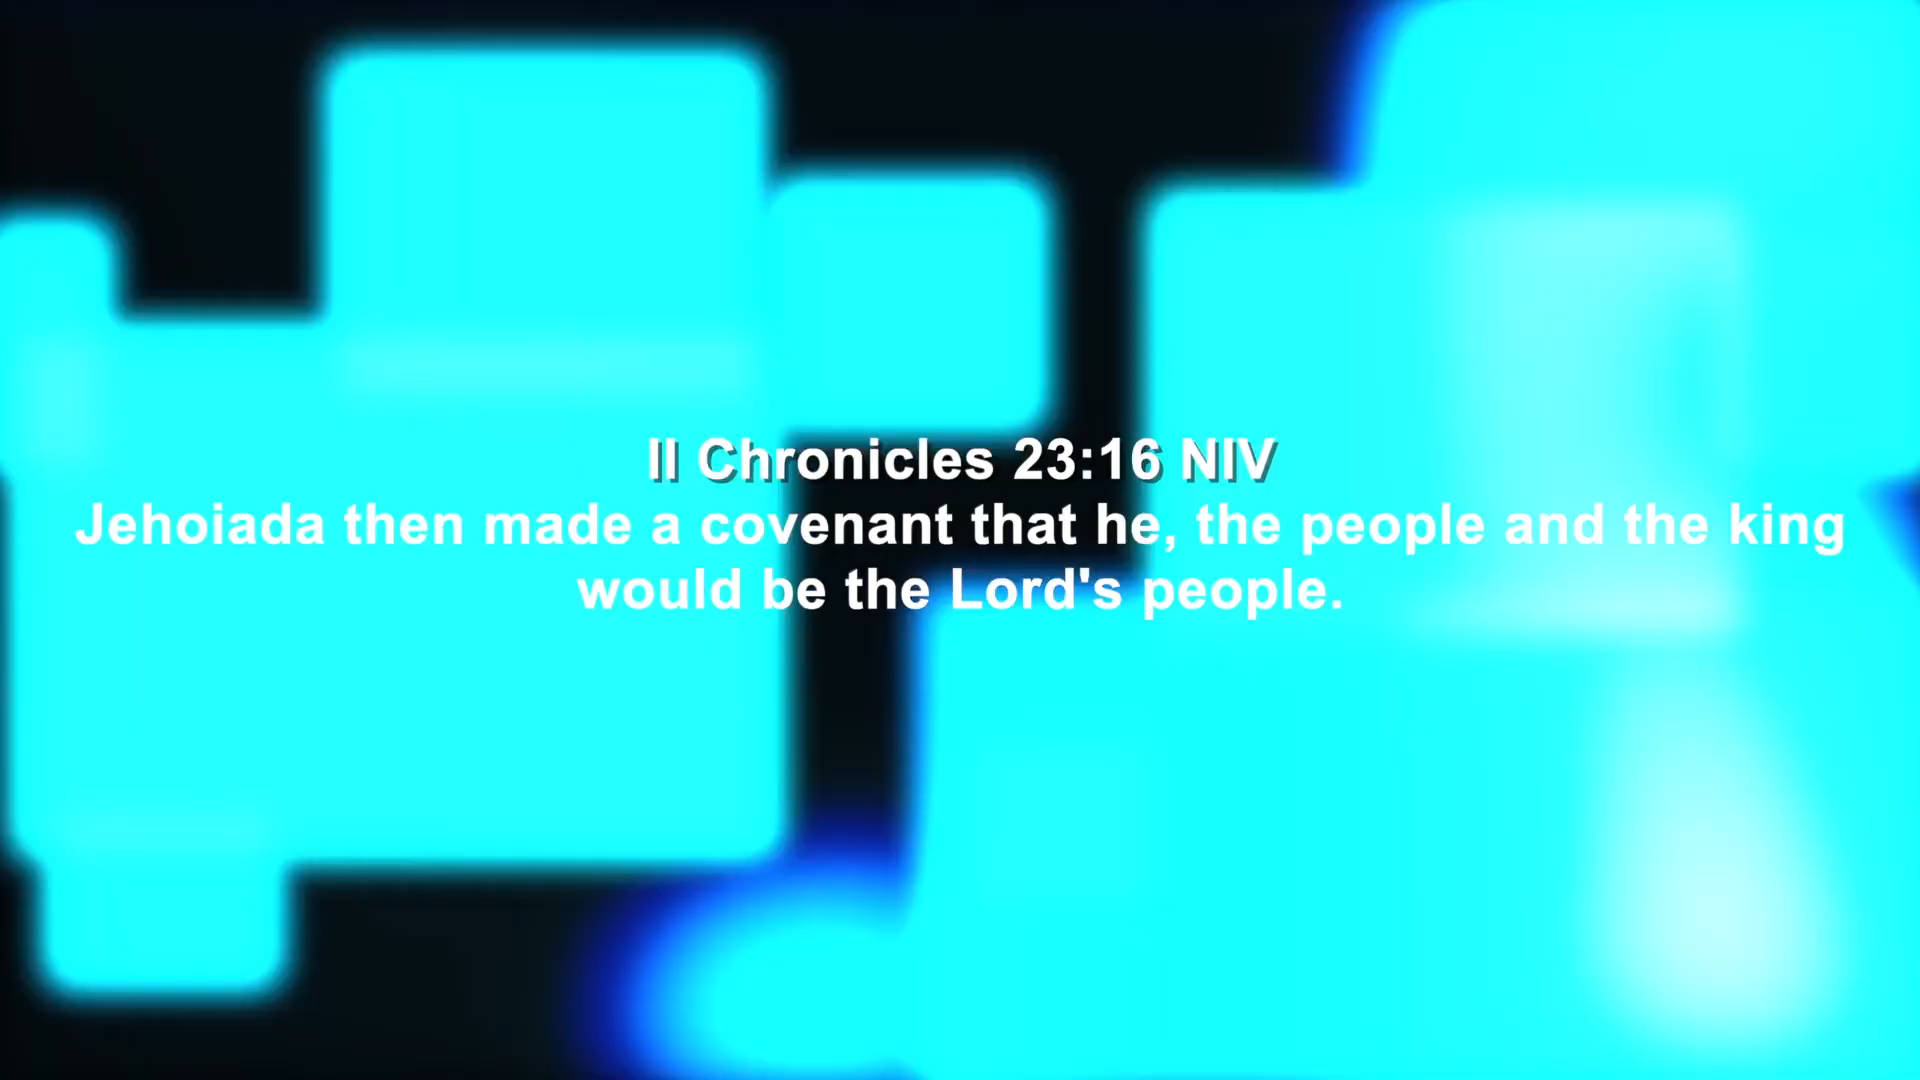 II Chronicles 23:16 NIV
Jehoiada then made a covenant that he, the people and the king
would be the Lord's people.